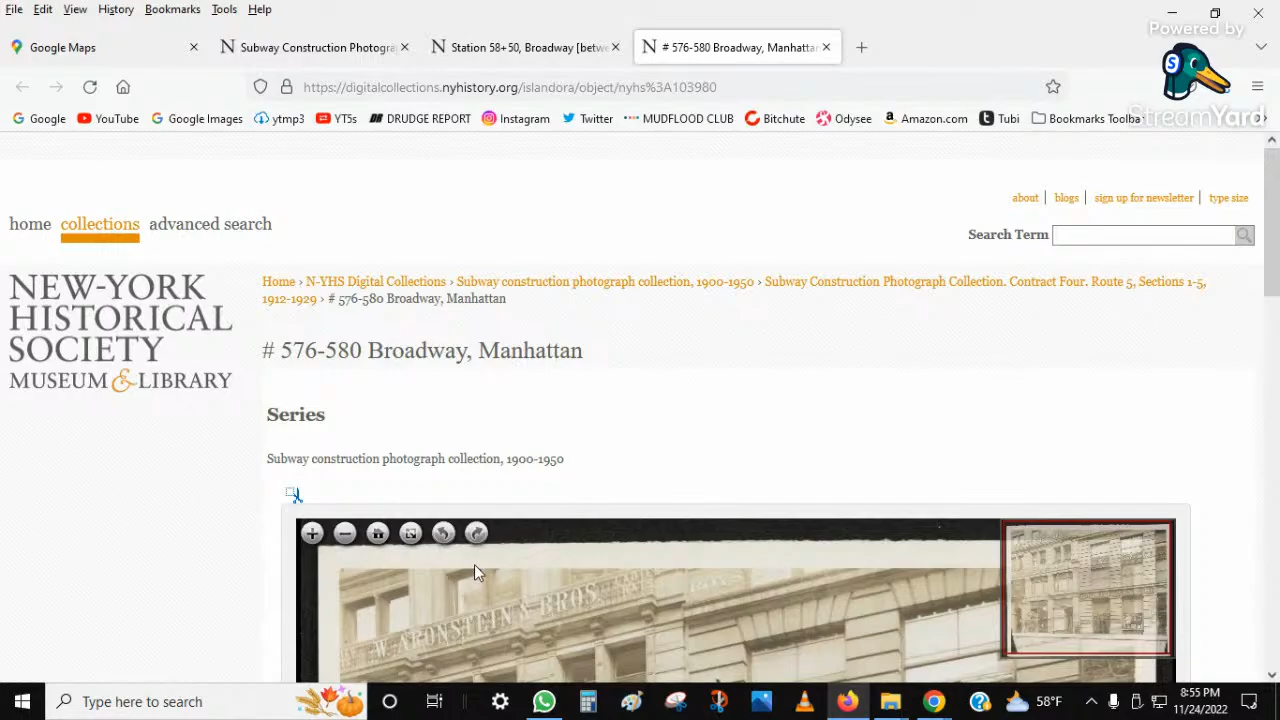 File Edit View History Bookmarks Tools Help
Powered by
StreamYard
Google Maps
Subway Construction Photogra
Station 58+50, Broadway [betw
# 576-580 Broadway, Manhattan
https://digitalcollections.nyhistory.org/islandora/object/nyhs%3A103980
Google YouTube Google Images ytmp3 YT5s DRUDGE REPORT Instagram Twitter MUDFLOOD CLUB Bitchute Odysee Amazon.com Tubi Bookmarks Toolba
about blogs sign up for newsletter type size
home collections advanced search
Search Term
NEW-YORK
HISTORICAL
SOCIETY
MUSEUM & LIBRARY
Home › N-YHS Digital Collections › Subway construction photograph collection, 1900-1950 › Subway Construction Photograph Collection. Contract Four. Route 5, Sections 1-5,
1912-1929 › # 576-580 Broadway, Manhattan
# 576-580 Broadway, Manhattan
Series
Subway construction photograph collection, 1900-1950
W. ARONSTEIN & BROS.
Type here to search
58°F
8:55 PM
11/24/2022